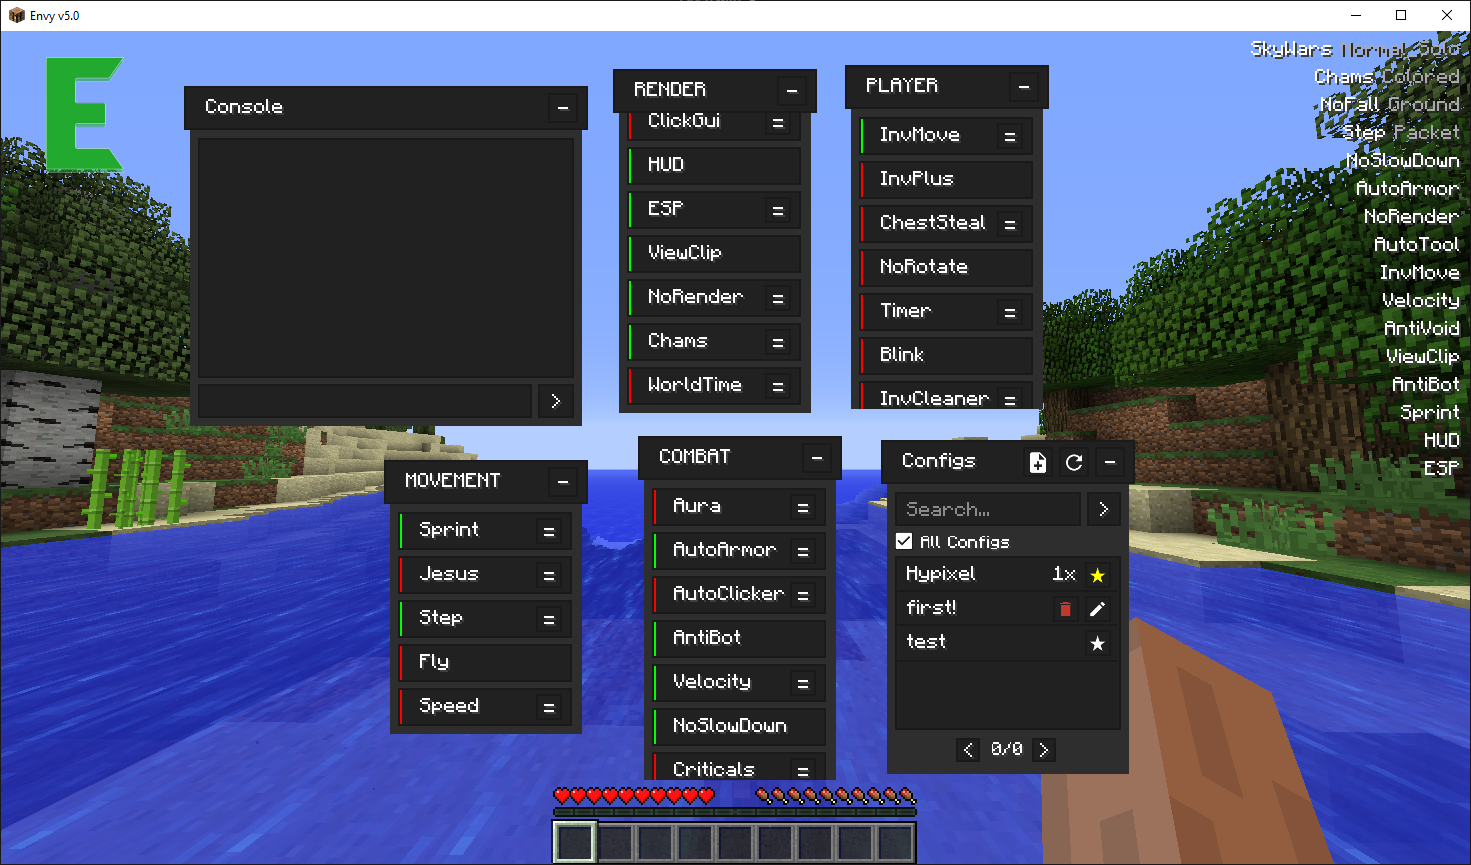 Envy v5.0
E
SkyWars Normal Solo
Chams Colored
NoFall Ground
Step Packet
NoSlowDown
AutoArmor
NoRender
AutoTool
InvMove
Velocity
AntiVoid
ViewClip
AntiBot
Sprint
HUD
ESP
Console
>
RENDER
ClickGui
HUD
ESP
ViewClip
NoRender
Chams
WorldTime
PLAYER
InvMove
InvPlus
ChestSteal
NoRotate
Timer
Blink
InvCleaner
MOVEMENT
Sprint
Jesus
Step
Fly
Speed
COMBAT
Aura
AutoArmor
AutoClicker
AntiBot
Velocity
NoSlowDown
Criticals
Configs
Search...
>
All Configs
Hypixel 1x
first!
test
< 0/0 >